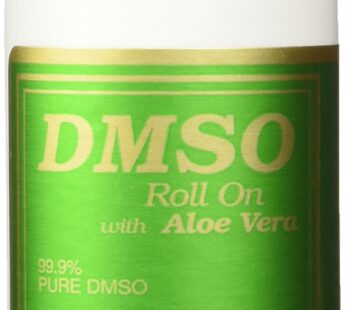 DMSO
Roll On
with Aloe Vera
99.9%
PURE DMSO